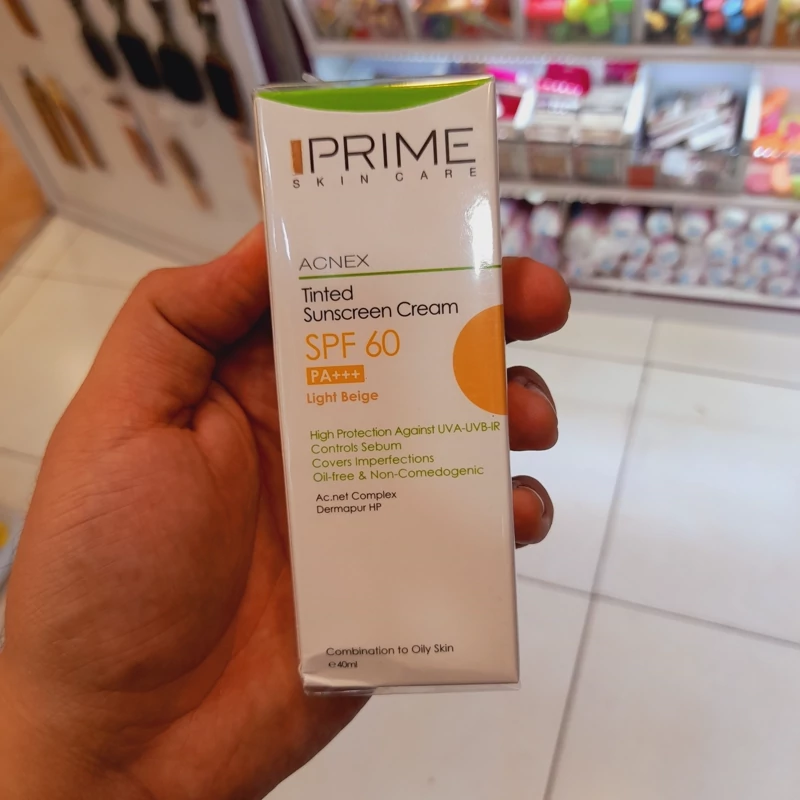 PRIME
SKIN CARE
ACNEX
Tinted
Sunscreen Cream
SPF 60
PA+++
Light Beige
High Protection Against UVA-UVB-IR
Controls Sebum
Covers Imperfections
Oil-free & Non-Comedogenic
Ac.net Complex
Dermapur HP
Combination to Oily Skin
℮40ml